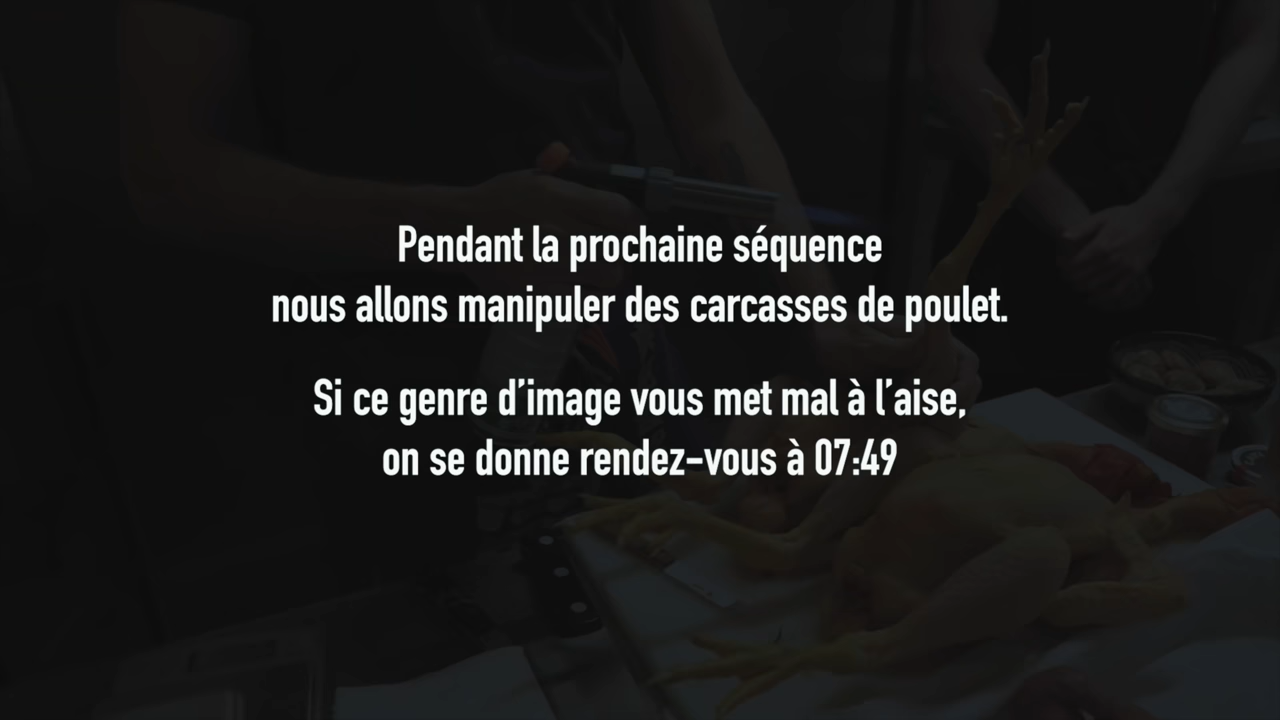 Pendant la prochaine séquence
nous allons manipuler des carcasses de poulet.
Si ce genre d’image vous met mal à l’aise,
on se donne rendez-vous à 07:49